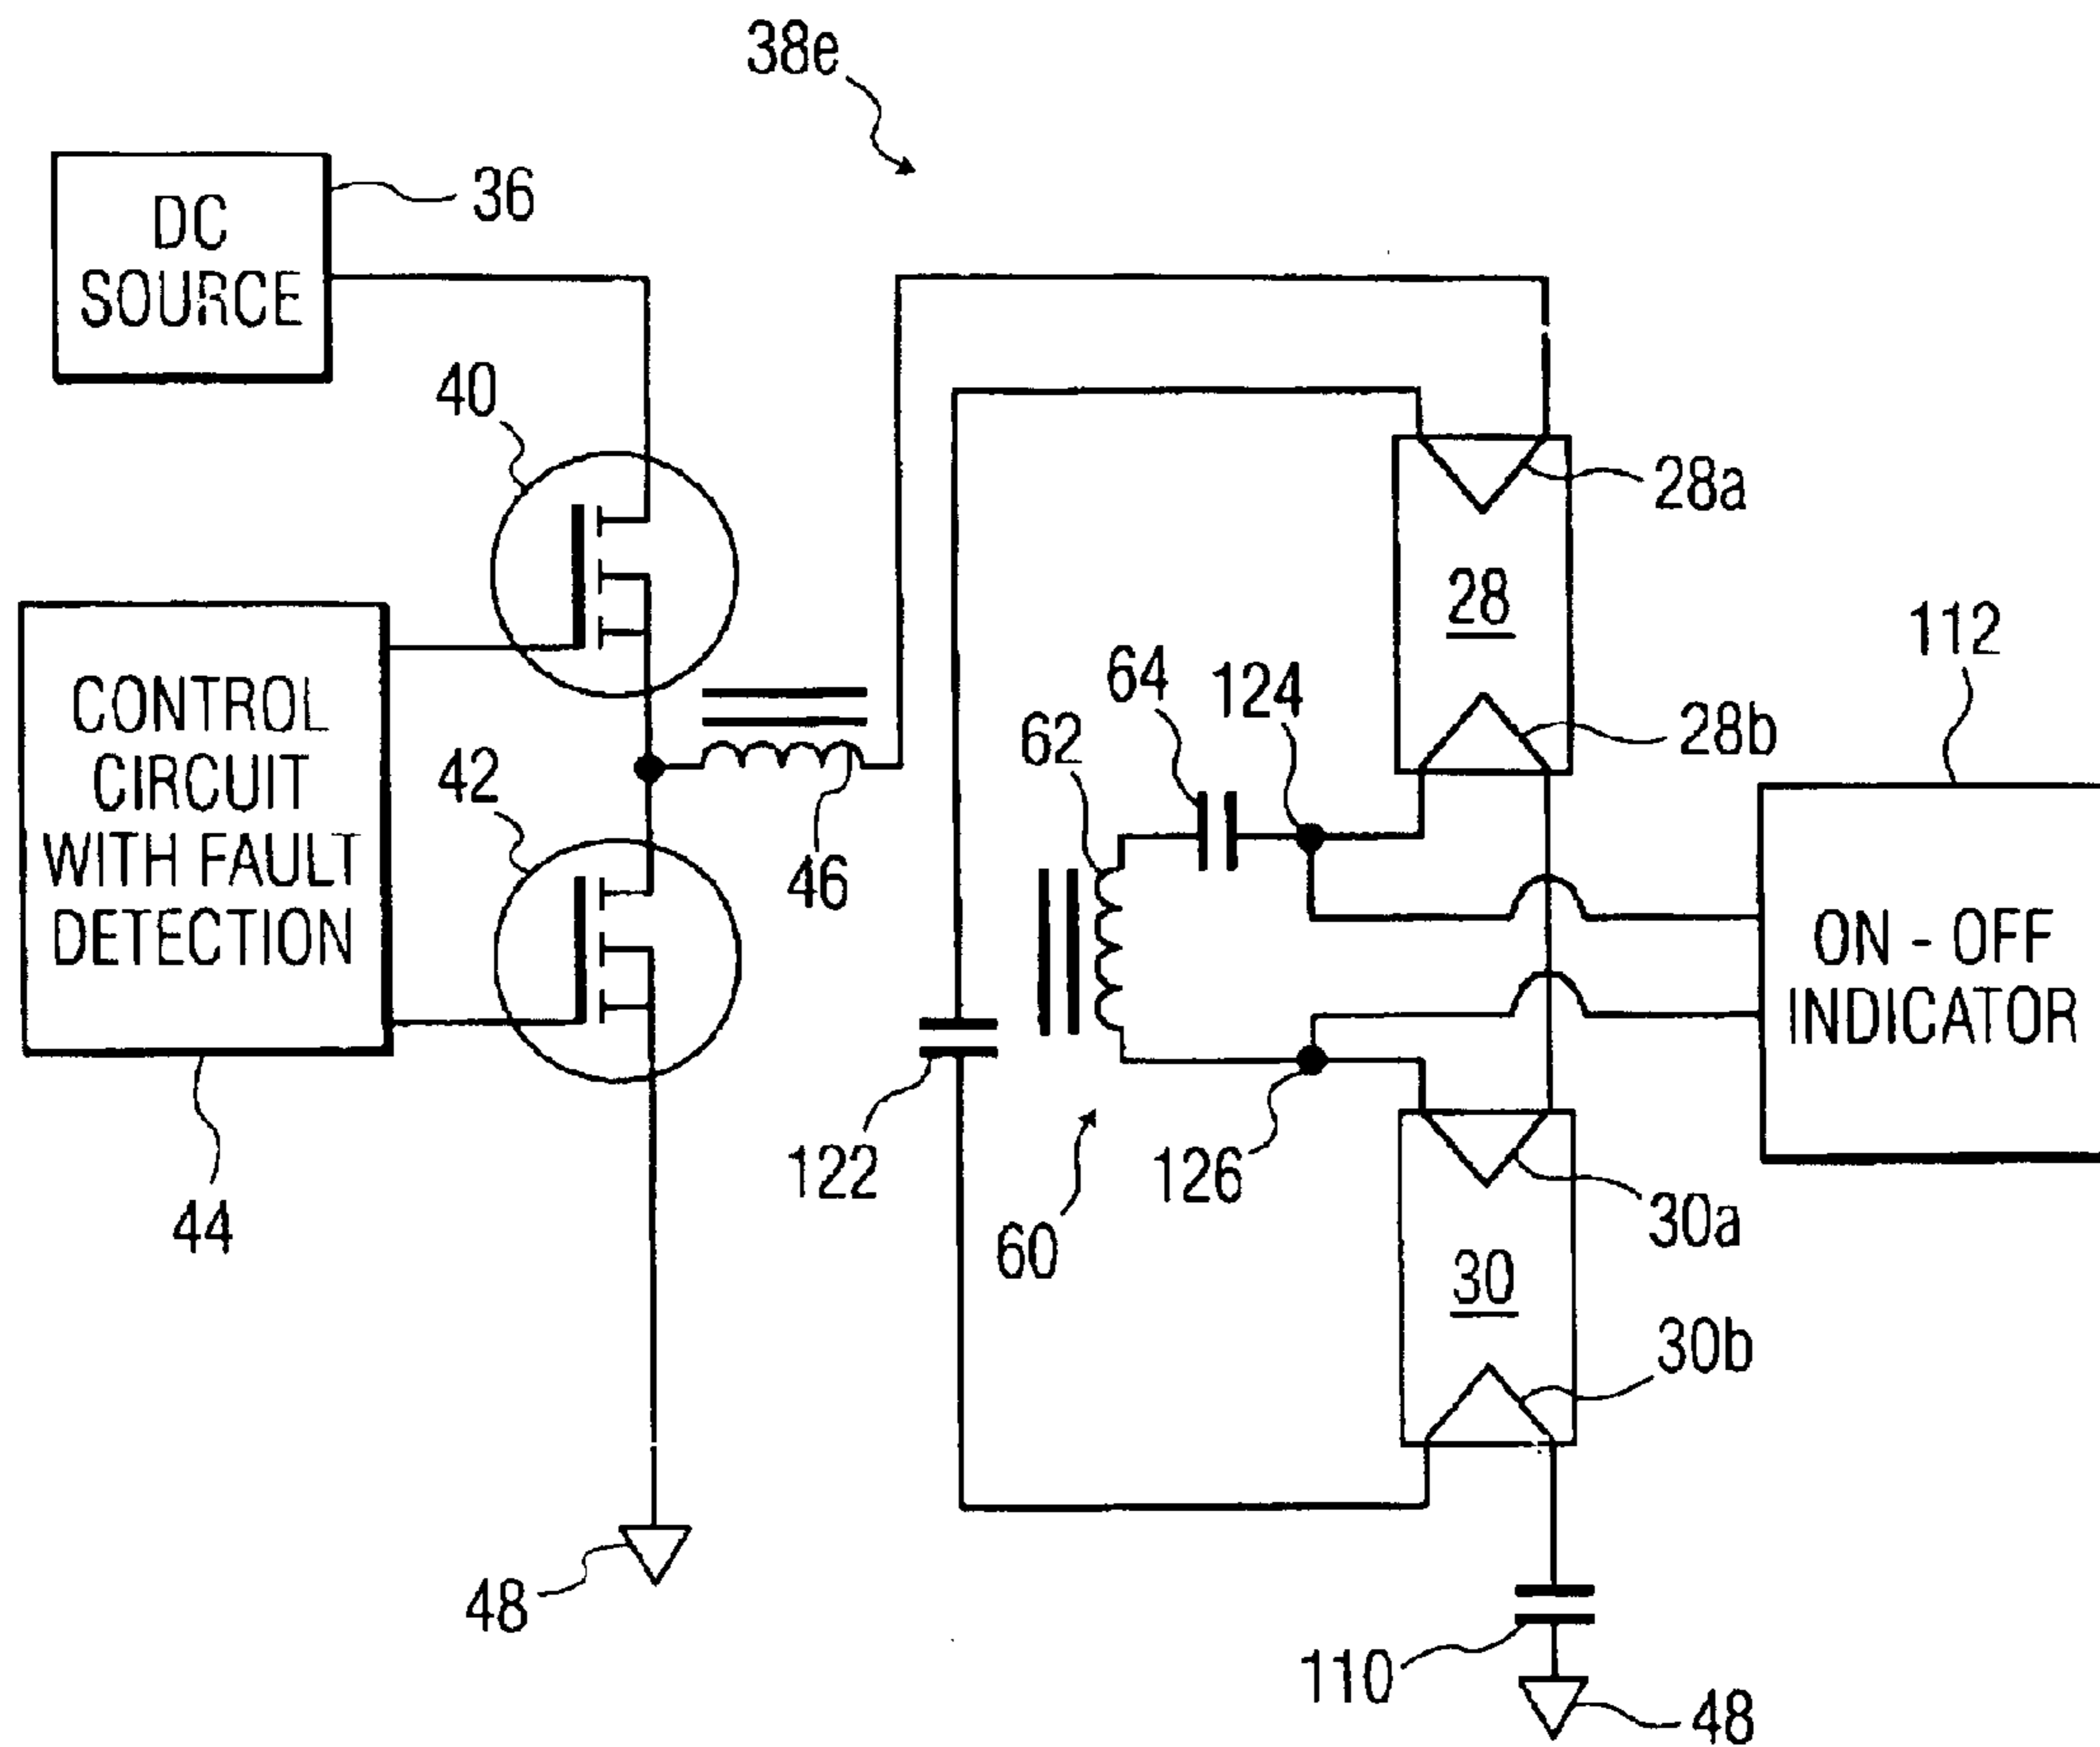 38e
DC
SOURCE
36
40
28a
28
112
64
124
28b
62
CONTROL
CIRCUIT
WITH FAULT
DETECTION
42
46
ON - OFF
INDICATOR
122
126
44
60
30a
30
30b
48
110
48